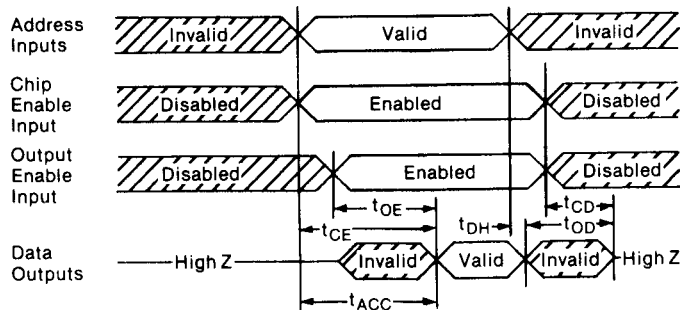 Address Inputs
Invalid
Valid
Invalid
Chip Enable Input
Disabled
Enabled
Disabled
Output Enable Input
Disabled
Enabled
Disabled
tOE
tCD
tCE
tDH
tOD
Data Outputs
High Z
Invalid
Valid
Invalid
High Z
tACC